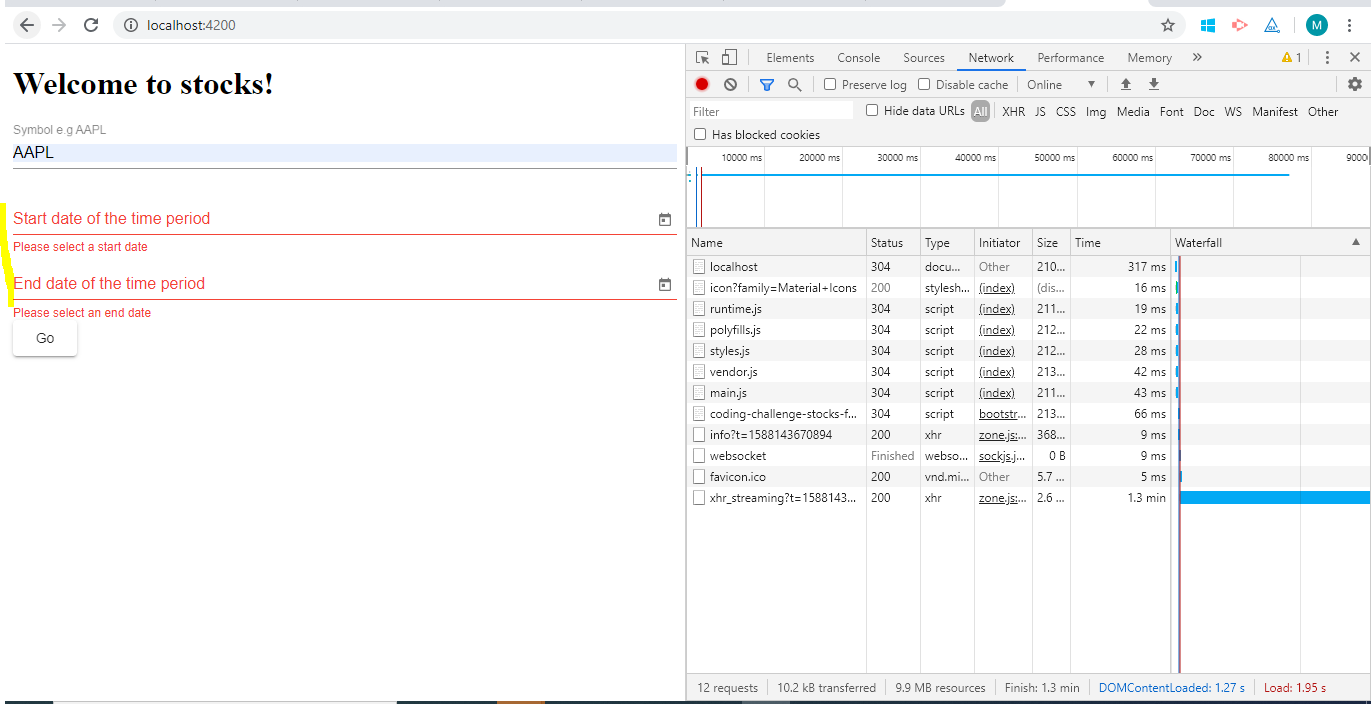 localhost:4200
M
Welcome to stocks!
Symbol e.g AAPL
AAPL
Start date of the time period
Please select a start date
End date of the time period
Please select an end date
Go
Elements Console Sources Network Performance Memory » 1
Preserve log Disable cache Online
Filter Hide data URLs All XHR JS CSS Img Media Font Doc WS Manifest Other
Has blocked cookies
10000 ms 20000 ms 30000 ms 40000 ms 50000 ms 60000 ms 70000 ms 80000 ms 9000
Name Status Type Initiator Size Time Waterfall
localhost 304 docu... Other 210... 317 ms
icon?family=Material+Icons 200 stylesh... (index) (dis... 16 ms
runtime.js 304 script (index) 211... 19 ms
polyfills.js 304 script (index) 212... 22 ms
styles.js 304 script (index) 212... 28 ms
vendor.js 304 script (index) 213... 42 ms
main.js 304 script (index) 211... 43 ms
coding-challenge-stocks-f... 304 script bootstr... 213... 66 ms
info?t=1588143670894 200 xhr zone.js:... 368... 9 ms
websocket Finished webso... sockjs.j... 0 B 9 ms
favicon.ico 200 vnd.mi... Other 5.7 ... 5 ms
xhr_streaming?t=1588143... 200 xhr zone.js:... 2.6 ... 1.3 min
12 requests 10.2 kB transferred 9.9 MB resources Finish: 1.3 min DOMContentLoaded: 1.27 s Load: 1.95 s